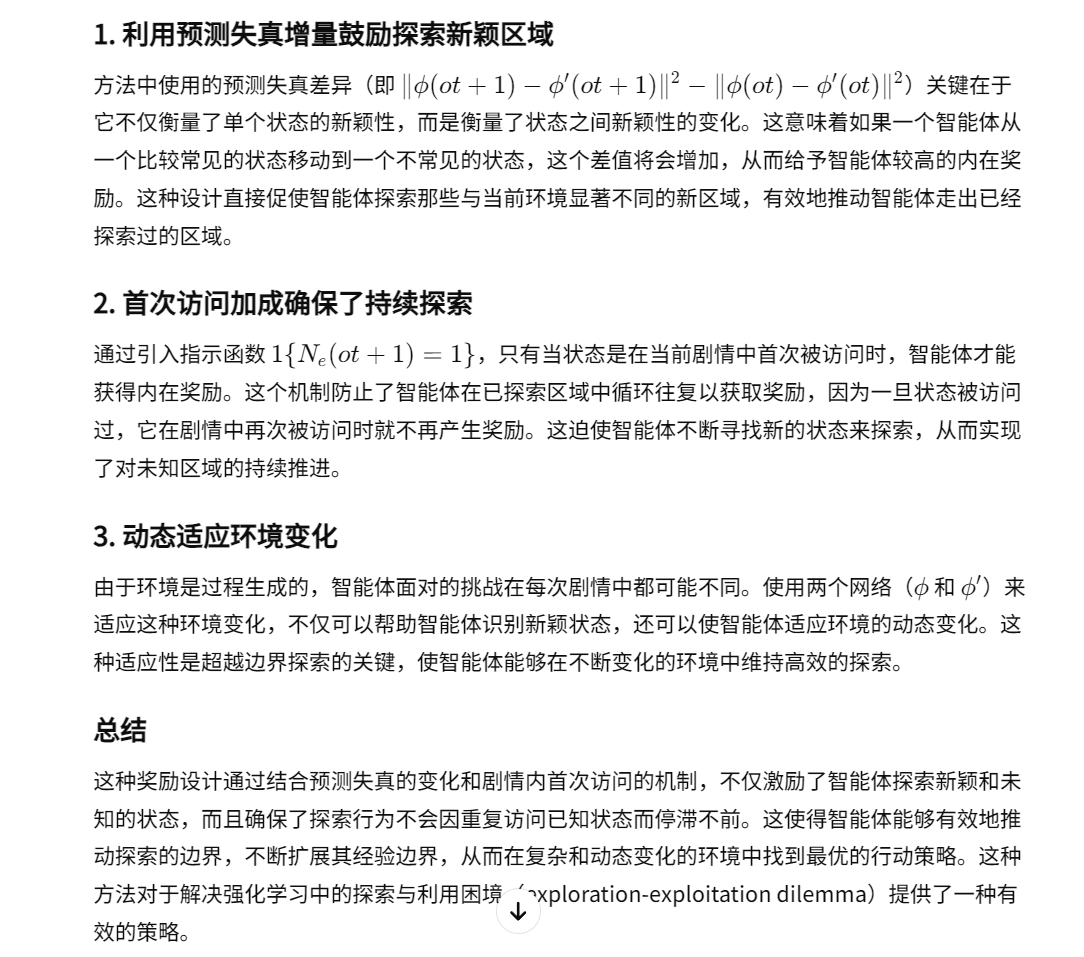 1. 利用预测失真增量鼓励探索新颖区域
方法中使用的预测失真差异（即 ‖ϕ(ot + 1) − ϕ′(ot + 1)‖² − ‖ϕ(ot) − ϕ′(ot)‖²）关键在于
它不仅衡量了单个状态的新颖性，而是衡量了状态之间新颖性的变化。这意味着如果一个智能体从
一个比较常见的状态移动到一个不常见的状态，这个差值将会增加，从而给予智能体较高的内在奖
励。这种设计直接促使智能体探索那些与当前环境显著不同的新区域，有效地推动智能体走出已经
探索过的区域。
2. 首次访问加成确保了持续探索
通过引入指示函数 1{Nₑ(ot + 1) = 1}，只有当状态是在当前剧情中首次被访问时，智能体才能
获得内在奖励。这个机制防止了智能体在已探索区域中循环往复以获取奖励，因为一旦状态被访问
过，它在剧情中再次被访问时就不再产生奖励。这迫使智能体不断寻找新的状态来探索，从而实现
了对未知区域的持续推进。
3. 动态适应环境变化
由于环境是过程生成的，智能体面对的挑战在每次剧情中都可能不同。使用两个网络（ϕ 和 ϕ′）来
适应这种环境变化，不仅可以帮助智能体识别新颖状态，还可以使智能体适应环境的动态变化。这
种适应性是超越边界探索的关键，使智能体能够在不断变化的环境中维持高效的探索。
总结
这种奖励设计通过结合预测失真的变化和剧情内首次访问的机制，不仅激励了智能体探索新颖和未
知的状态，而且确保了探索行为不会因重复访问已知状态而停滞不前。这使得智能体能够有效地推
动探索的边界，不断扩展其经验边界，从而在复杂和动态变化的环境中找到最优的行动策略。这种
方法对于解决强化学习中的探索与利用困境（exploration-exploitation dilemma）提供了一种有
效的策略。